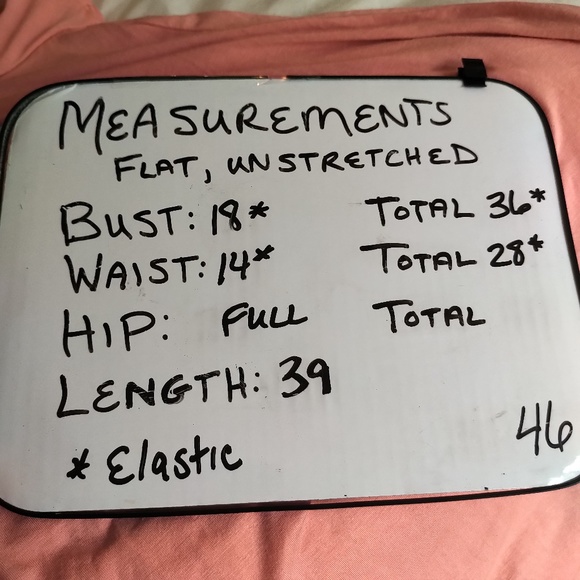 MEASUREMENTS
FLAT, UNSTRETCHED
BUST: 18* TOTAL 36*
WAIST: 14* TOTAL 28*
HIP: FULL TOTAL
LENGTH: 39
* Elastic
46